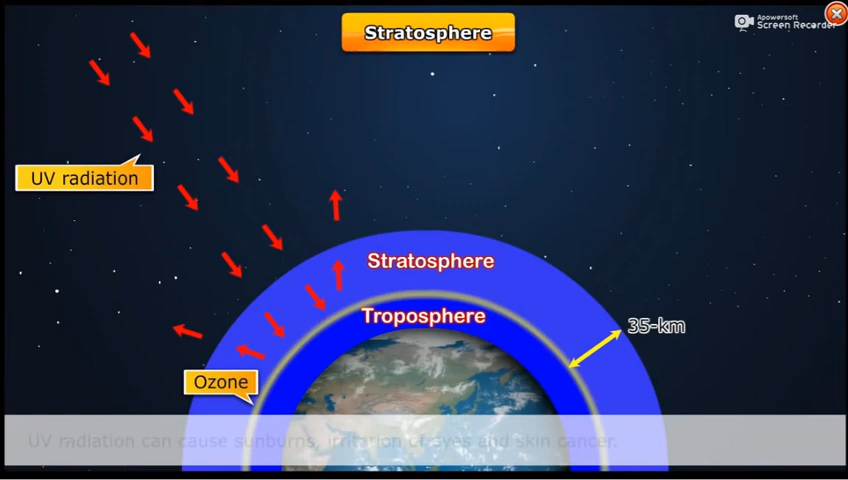 Stratosphere
Apowersoft
Screen Recorder
UV radiation
Stratosphere
Troposphere
35-km
Ozone
UV radiation can cause sunburns, irritation of eyes and skin cancer.